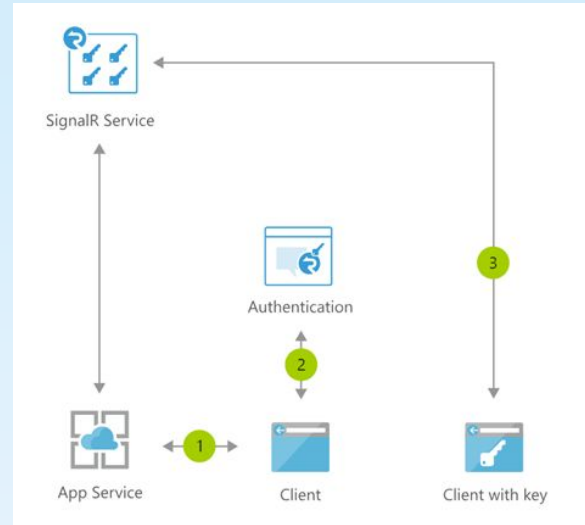 SignalR Service
3
Authentication
2
1
App Service
Client
Client with key